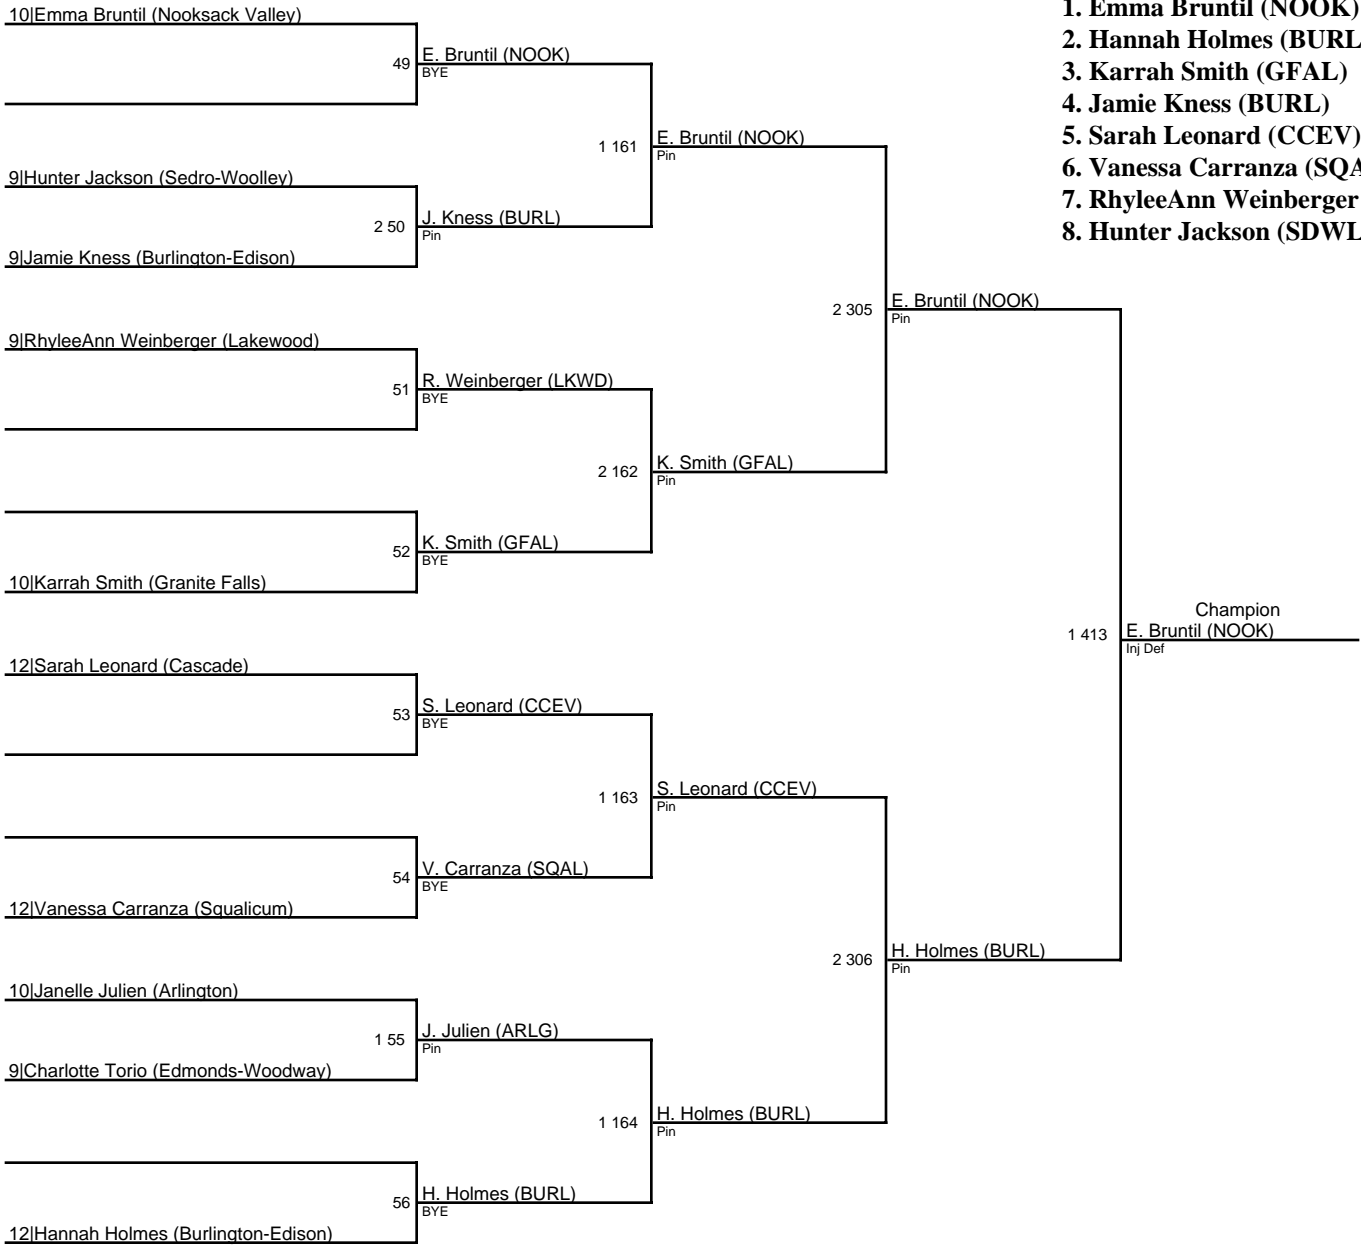 10|Emma Bruntil (Nooksack Valley)
49
E. Bruntil (NOOK)
BYE
1 161
E. Bruntil (NOOK)
Pin
9|Hunter Jackson (Sedro-Woolley)
2 50
J. Kness (BURL)
Pin
9|Jamie Kness (Burlington-Edison)
2 305
E. Bruntil (NOOK)
Pin
9|RhyleeAnn Weinberger (Lakewood)
51
R. Weinberger (LKWD)
BYE
2 162
K. Smith (GFAL)
Pin
52
K. Smith (GFAL)
BYE
10|Karrah Smith (Granite Falls)
Champion
1 413
E. Bruntil (NOOK)
Inj Def
12|Sarah Leonard (Cascade)
53
S. Leonard (CCEV)
BYE
1 163
S. Leonard (CCEV)
Pin
54
V. Carranza (SQAL)
BYE
12|Vanessa Carranza (Squalicum)
2 306
H. Holmes (BURL)
Pin
10|Janelle Julien (Arlington)
1 55
J. Julien (ARLG)
Pin
9|Charlotte Torio (Edmonds-Woodway)
1 164
H. Holmes (BURL)
Pin
56
H. Holmes (BURL)
BYE
12|Hannah Holmes (Burlington-Edison)
1. Emma Bruntil (NOOK)
2. Hannah Holmes (BURL
3. Karrah Smith (GFAL)
4. Jamie Kness (BURL)
5. Sarah Leonard (CCEV)
6. Vanessa Carranza (SQA
7. RhyleeAnn Weinberger
8. Hunter Jackson (SDWL